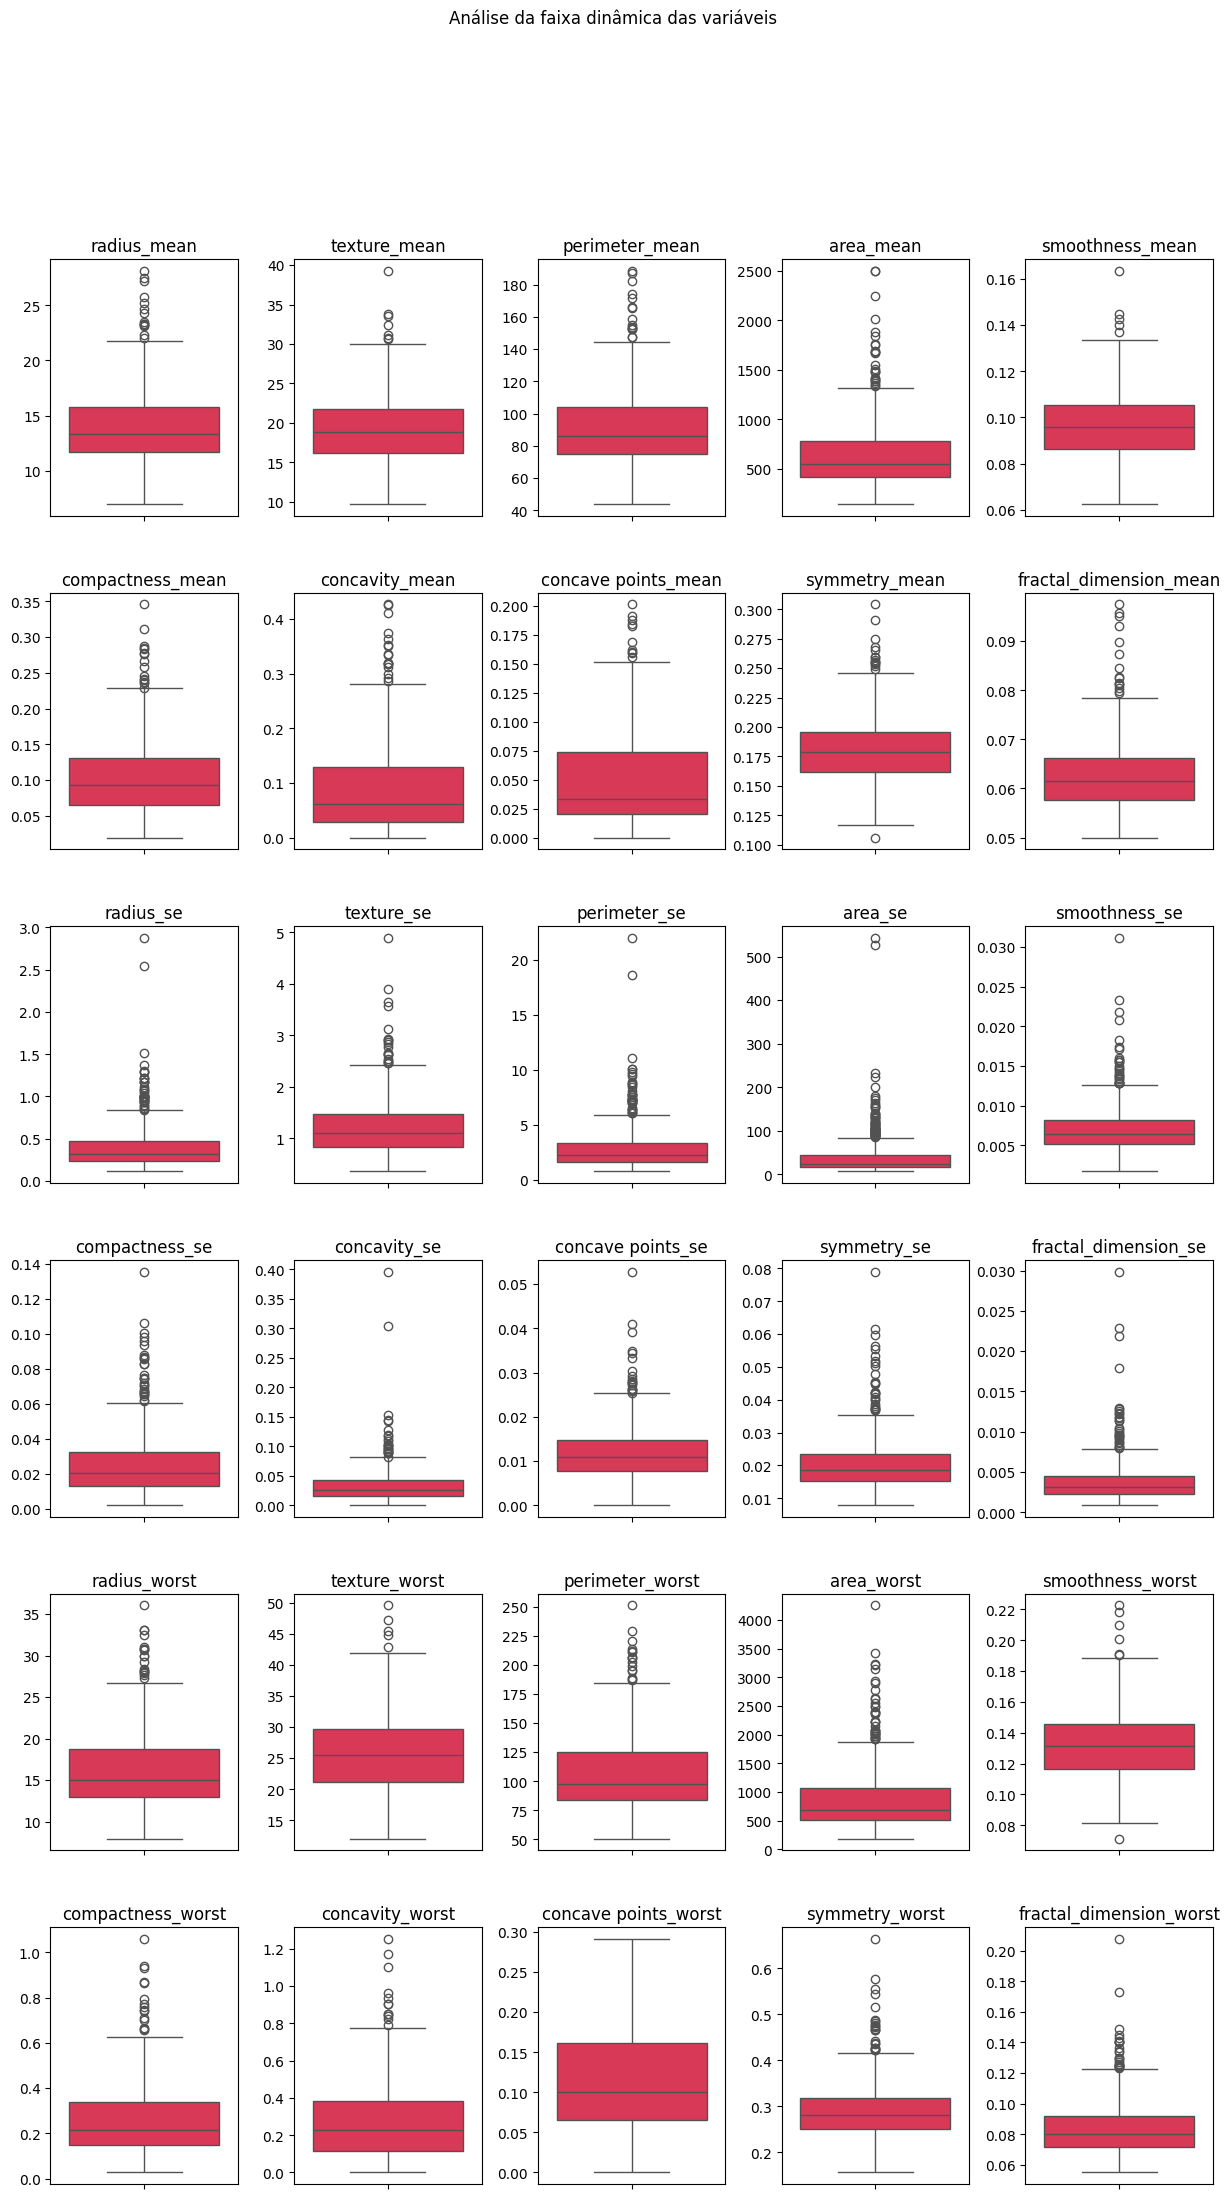 Análise da faixa dinâmica das variáveis
radius_mean texture_mean perimeter_mean area_mean smoothness_mean
25 20 15 10
40 35 30 25 20 15 10
180 160 140 120 100 80 60 40
2500 2000 1500 1000 500
0.16 0.14 0.12 0.10 0.08 0.06
compactness_mean concavity_mean concave points_mean symmetry_mean fractal_dimension_mean
0.35 0.30 0.25 0.20 0.15 0.10 0.05
0.4 0.3 0.2 0.1 0.0
0.200 0.175 0.150 0.125 0.100 0.075 0.050 0.025 0.000
0.300 0.275 0.250 0.225 0.200 0.175 0.150 0.125 0.100
0.09 0.08 0.07 0.06 0.05
radius_se texture_se perimeter_se area_se smoothness_se
3.0 2.5 2.0 1.5 1.0 0.5 0.0
5 4 3 2 1
20 15 10 5 0
500 400 300 200 100 0
0.030 0.025 0.020 0.015 0.010 0.005
compactness_se concavity_se concave points_se symmetry_se fractal_dimension_se
0.14 0.12 0.10 0.08 0.06 0.04 0.02 0.00
0.40 0.35 0.30 0.25 0.20 0.15 0.10 0.05 0.00
0.05 0.04 0.03 0.02 0.01 0.00
0.08 0.07 0.06 0.05 0.04 0.03 0.02 0.01
0.030 0.025 0.020 0.015 0.010 0.005 0.000
radius_worst texture_worst perimeter_worst area_worst smoothness_worst
35 30 25 20 15 10
50 45 40 35 30 25 20 15
250 225 200 175 150 125 100 75 50
4000 3500 3000 2500 2000 1500 1000 500 0
0.22 0.20 0.18 0.16 0.14 0.12 0.10 0.08
compactness_worst concavity_worst concave points_worst symmetry_worst fractal_dimension_worst
1.0 0.8 0.6 0.4 0.2 0.0
1.2 1.0 0.8 0.6 0.4 0.2 0.0
0.30 0.25 0.20 0.15 0.10 0.05 0.00
0.6 0.5 0.4 0.3 0.2
0.20 0.18 0.16 0.14 0.12 0.10 0.08 0.06